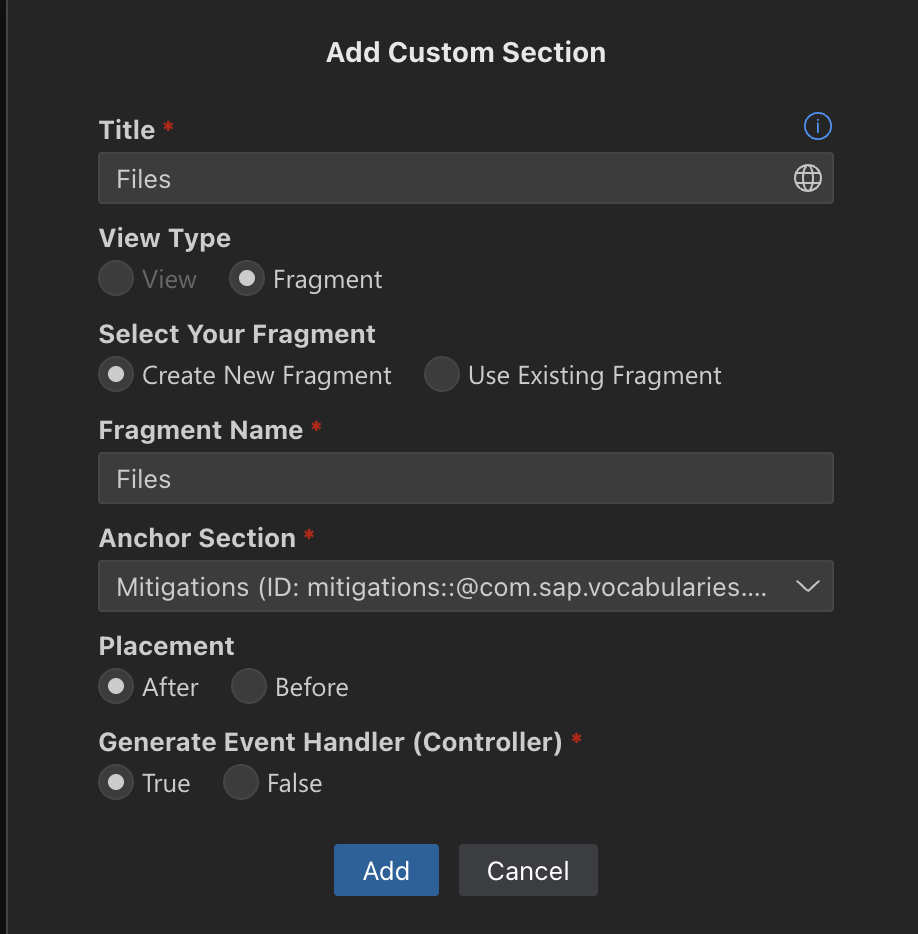 Add Custom Section
Title *
Files
View Type
View Fragment
Select Your Fragment
Create New Fragment Use Existing Fragment
Fragment Name *
Files
Anchor Section *
Mitigations (ID: mitigations::@com.sap.vocabularies....
Placement
After Before
Generate Event Handler (Controller) *
True False
Add Cancel